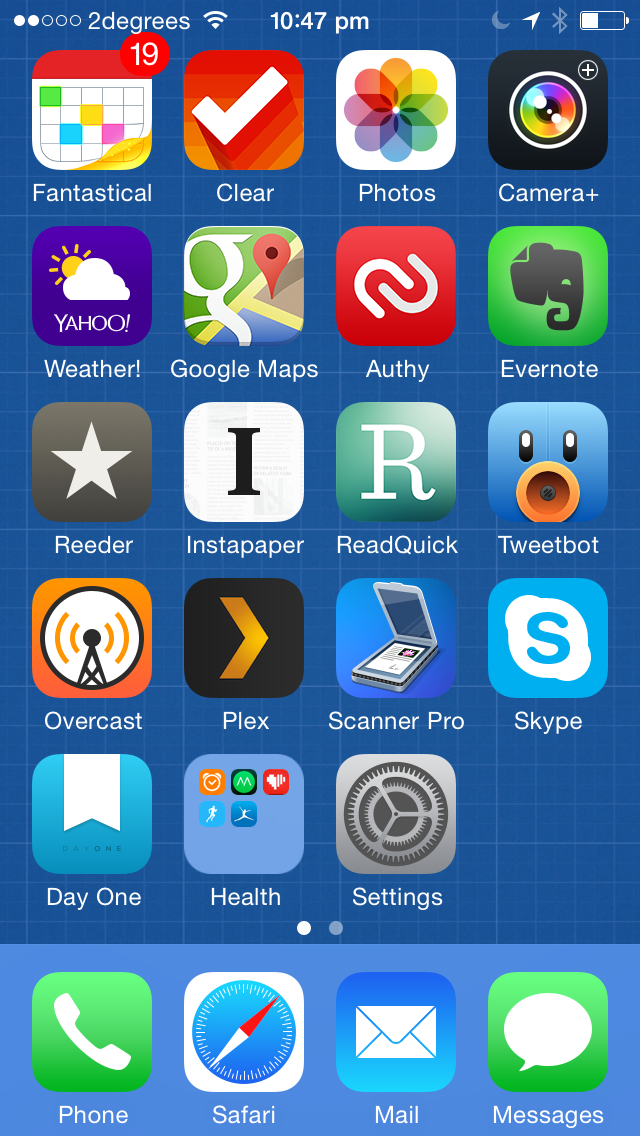 2degrees 10:47 pm
19
Fantastical Clear Photos Camera+
YAHOO!
Weather! Google Maps Authy Evernote
I R
Reeder Instapaper ReadQuick Tweetbot
S
Overcast Plex Scanner Pro Skype
DAY ONE
Day One Health Settings
Phone Safari Mail Messages